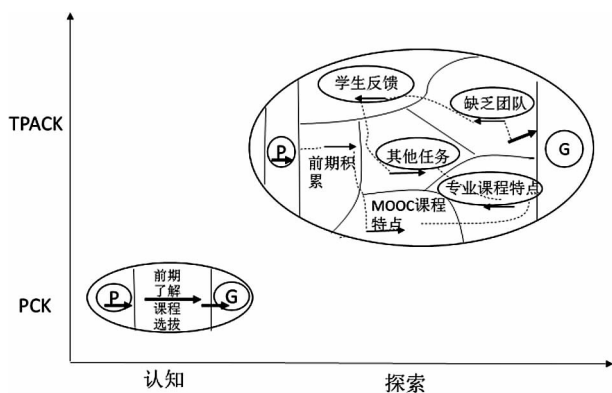 TPACK
学生反馈
缺乏团队
P
前期积
累
其他任务
G
专业课程特点
MOOC课程
特点
PCK
P
前期
了解
课程
选拔
G
认知
探索